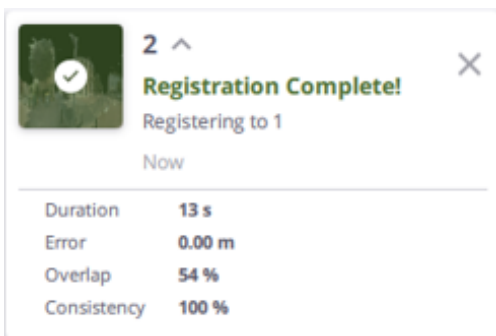 2
Registration Complete!
Registering to 1
Now
Duration 13 s
Error 0.00 m
Overlap 54 %
Consistency 100 %